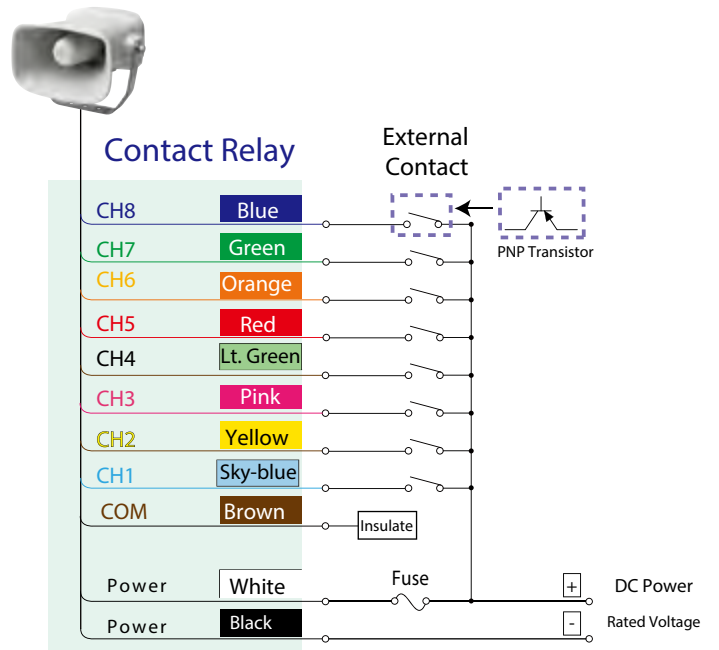 Contact Relay
External
Contact
CH8 Blue
PNP Transistor
CH7 Green
CH6 Orange
CH5 Red
CH4 Lt. Green
CH3 Pink
CH2 Yellow
CH1 Sky-blue
COM Brown
Insulate
Power White Fuse + DC Power
Power Black - Rated Voltage